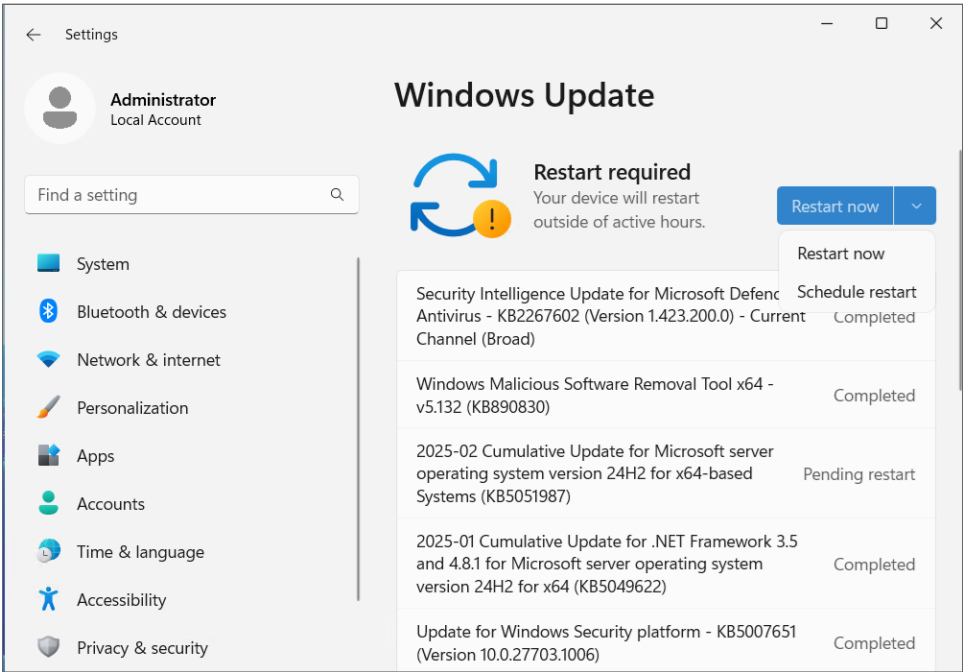 Settings
Administrator
Local Account
Find a setting
System
Bluetooth & devices
Network & internet
Personalization
Apps
Accounts
Time & language
Accessibility
Privacy & security
Windows Update
Restart required
Your device will restart
outside of active hours.
Restart now
Restart now
Schedule restart
Security Intelligence Update for Microsoft Defenc
Antivirus - KB2267602 (Version 1.423.200.0) - Current
Channel (Broad)
Completed
Windows Malicious Software Removal Tool x64 -
v5.132 (KB890830)
Completed
2025-02 Cumulative Update for Microsoft server
operating system version 24H2 for x64-based
Systems (KB5051987)
Pending restart
2025-01 Cumulative Update for .NET Framework 3.5
and 4.8.1 for Microsoft server operating system
version 24H2 for x64 (KB5049622)
Completed
Update for Windows Security platform - KB5007651
(Version 10.0.27703.1006)
Completed